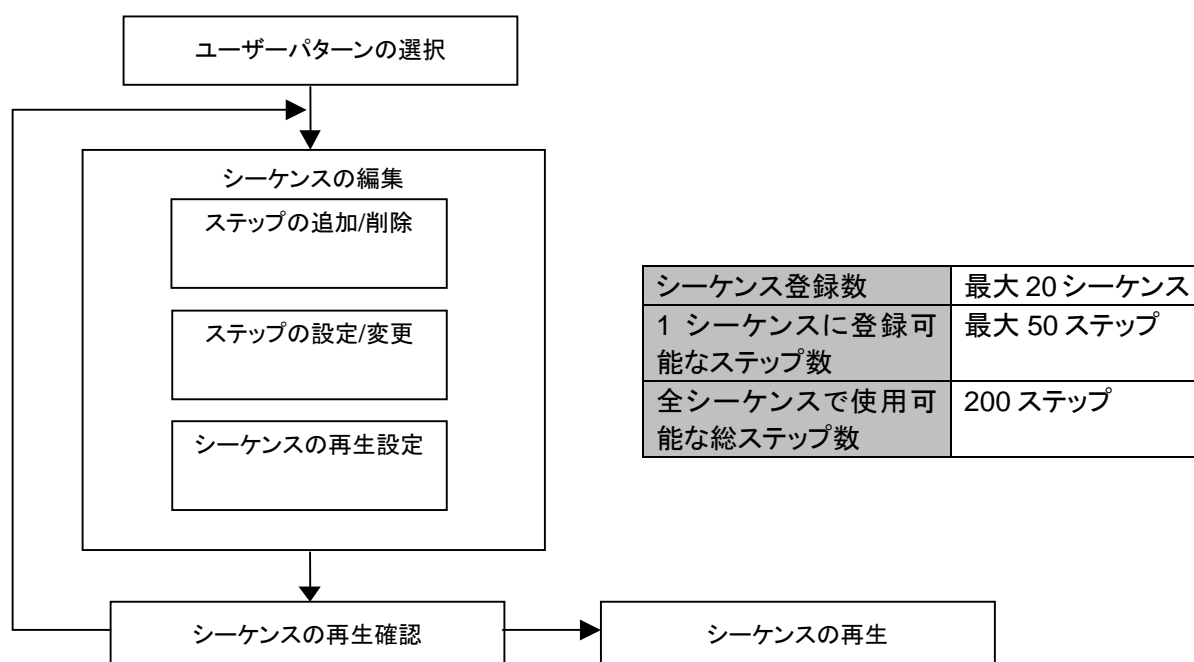 ユーザーパターンの選択
シーケンスの編集
ステップの追加/削除
ステップの設定/変更
シーケンスの再生設定
シーケンスの再生確認
シーケンスの再生
シーケンス登録数 最大 20 シーケンス
1 シーケンスに登録可 最大 50 ステップ
能なステップ数
全シーケンスで使用可 200 ステップ
能な総ステップ数